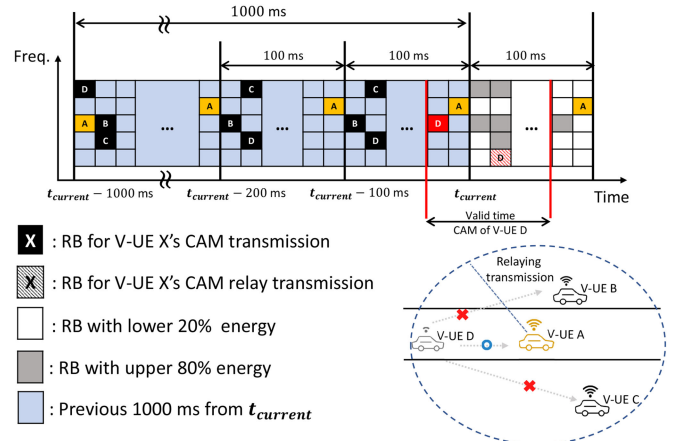 1000 ms
Freq.
100 ms 100 ms 100 ms
D C C
A A A A
A B B B D
C D D D
... ... ... ...
t_current − 1000 ms t_current − 200 ms t_current − 100 ms t_current Time
Valid time
CAM of V-UE D
X : RB for V-UE X's CAM transmission
X : RB for V-UE X's CAM relay transmission
: RB with lower 20% energy
: RB with upper 80% energy
: Previous 1000 ms from t_current
Relaying
transmission
V-UE B
V-UE D
V-UE A
V-UE C